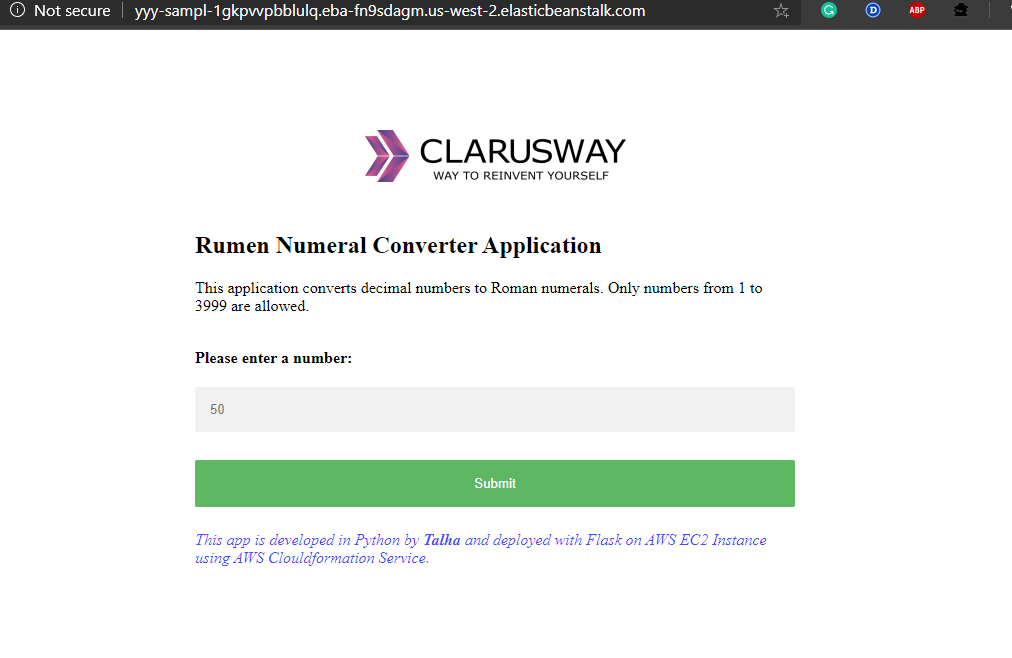 Not secure yyy-sampl-1gkpvvpbblulq.eba-fn9sdagm.us-west-2.elasticbeanstalk.com
G D ABP
CLARUSWAY
WAY TO REINVENT YOURSELF
Rumen Numeral Converter Application
This application converts decimal numbers to Roman numerals. Only numbers from 1 to
3999 are allowed.
Please enter a number:
50
Submit
This app is developed in Python by Talha and deployed with Flask on AWS EC2 Instance
using AWS Clouldformation Service.